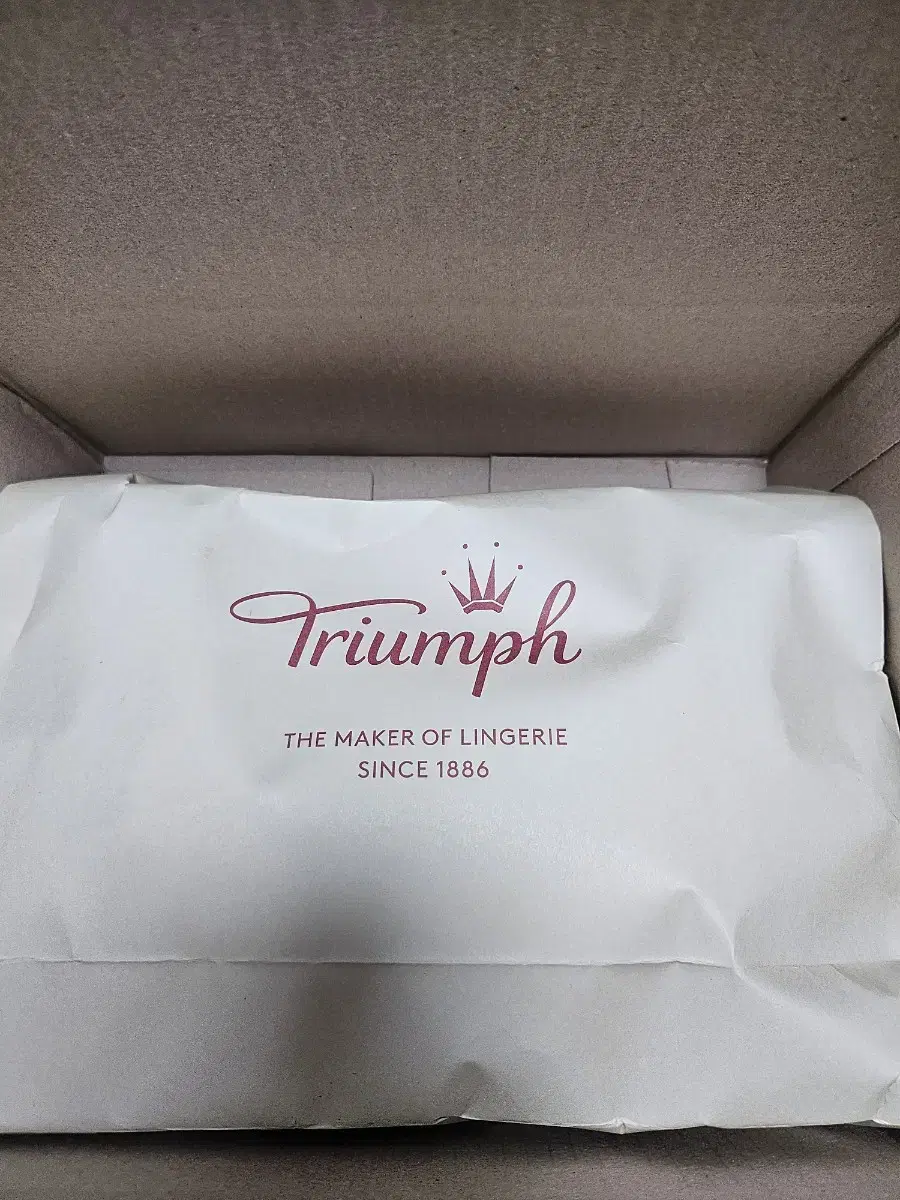 Triumph
THE MAKER OF LINGERIE
SINCE 1886